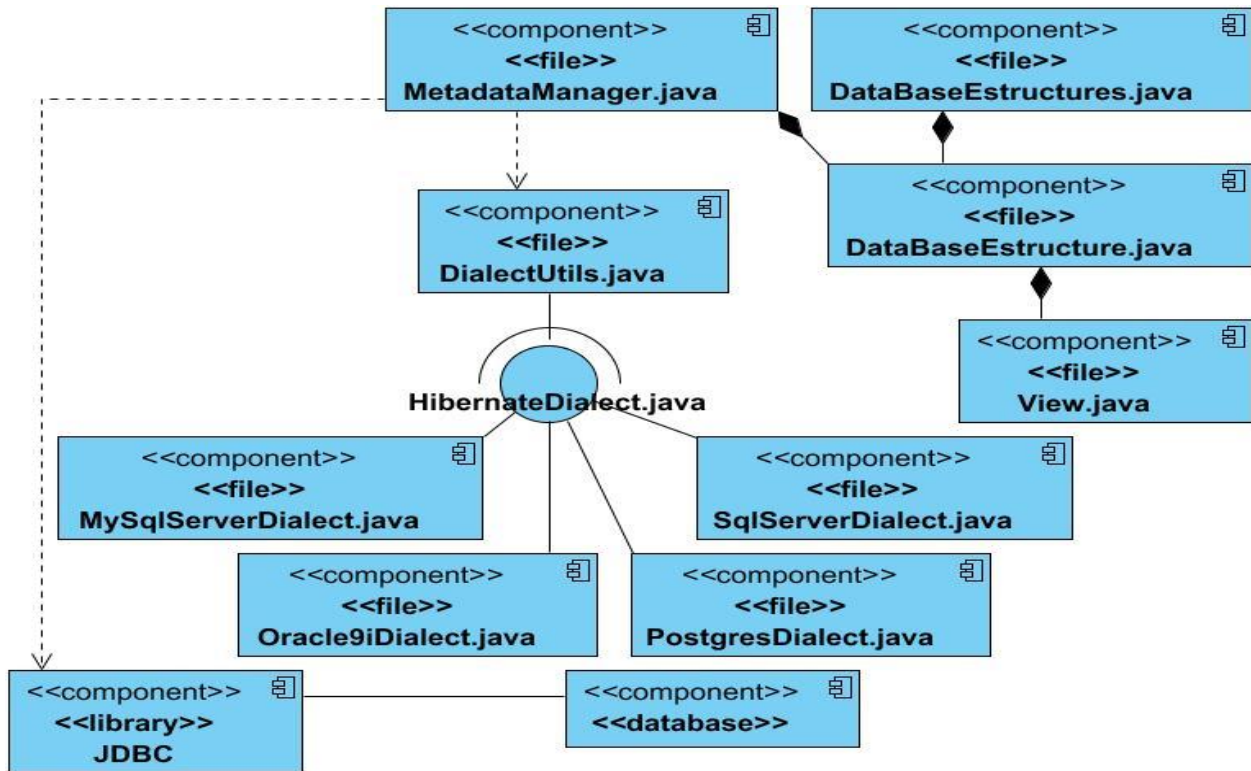 <<component>>
<<file>>
MetadataManager.java
<<component>>
<<file>>
DataBaseEstructures.java
<<component>>
<<file>>
DialectUtils.java
<<component>>
<<file>>
DataBaseEstructure.java
<<component>>
<<file>>
View.java
HibernateDialect.java
<<component>>
<<file>>
MySqlServerDialect.java
<<component>>
<<file>>
SqlServerDialect.java
<<component>>
<<file>>
Oracle9iDialect.java
<<component>>
<<file>>
PostgresDialect.java
<<component>>
<<library>>
JDBC
<<component>>
<<database>>